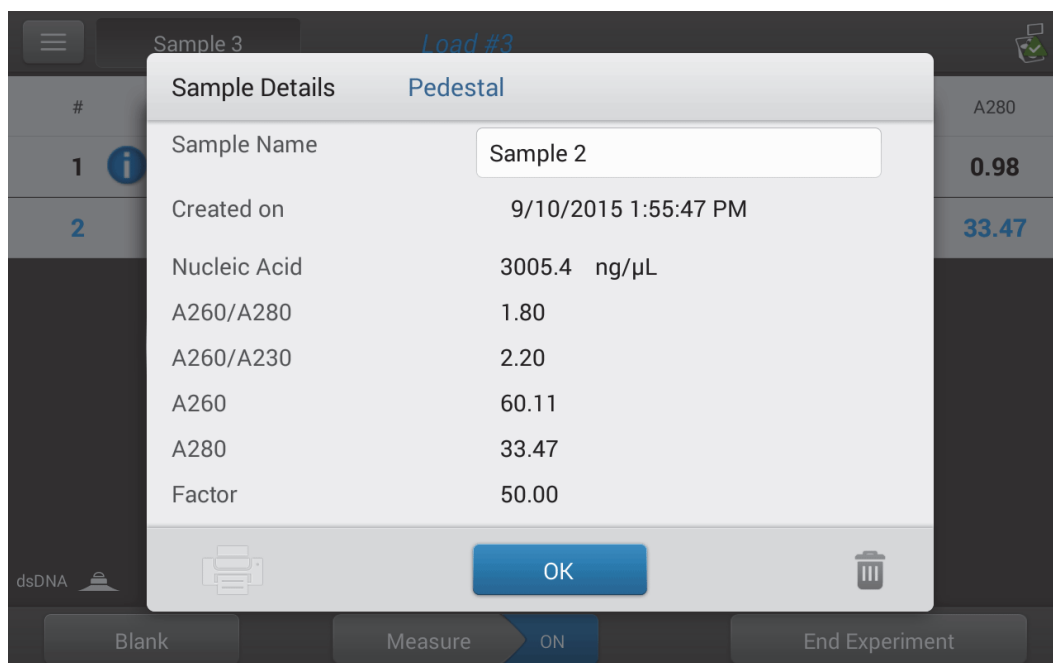 Sample 3 Load #3
Sample Details Pedestal
# A280
Sample Name Sample 2
1 0.98
Created on 9/10/2015 1:55:47 PM
2 33.47
Nucleic Acid 3005.4 ng/µL
A260/A280 1.80
A260/A230 2.20
A260 60.11
A280 33.47
Factor 50.00
dsDNA OK
Blank Measure ON End Experiment